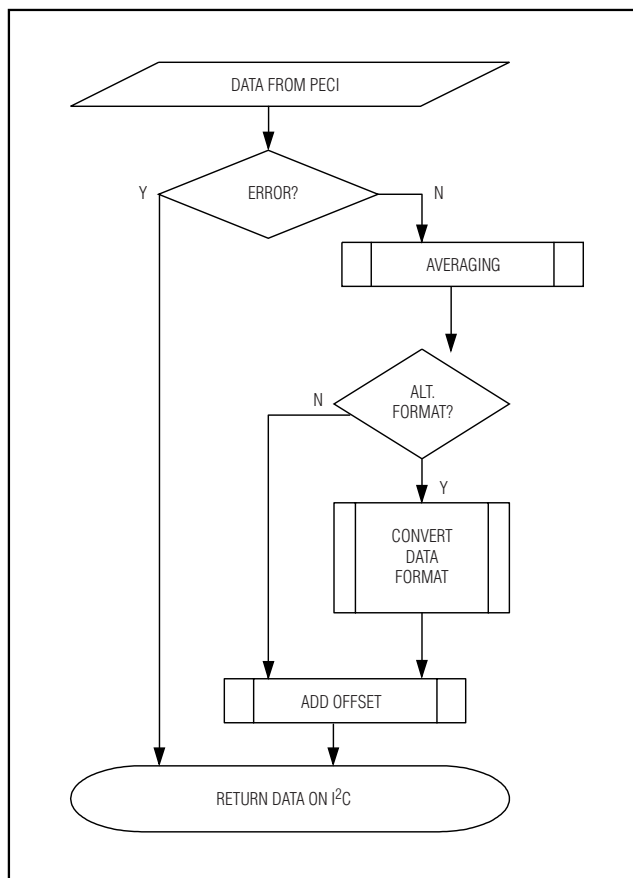 DATA FROM PECI
Y
ERROR?
N
AVERAGING
N
ALT.
FORMAT?
Y
CONVERT
DATA
FORMAT
ADD OFFSET
RETURN DATA ON I²C